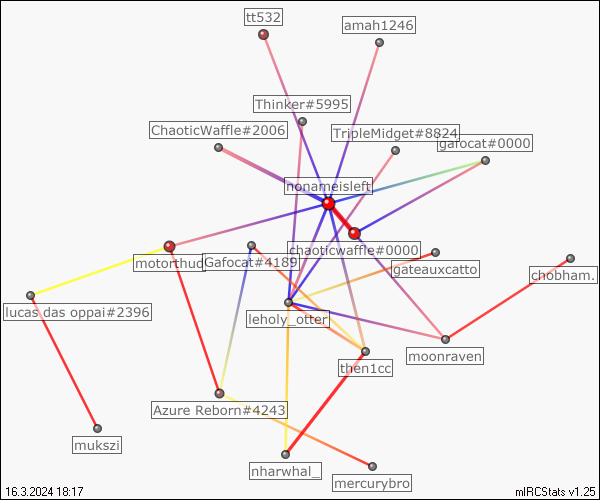 tt532
amah1246
Thinker#5995
ChaoticWaffle#2006
TripleMidget#8824
gafocat#0000
nonameisleft
chaoticwaffle#0000
motorthud
Gafocat#4189
gateauxcatto
chobham.
lucas das oppai#2396
leholy_otter
moonraven
then1cc
Azure Reborn#4243
mukszi
nharwhal_
mercurybro
16.3.2024 18:17
mIRCStats v1.25